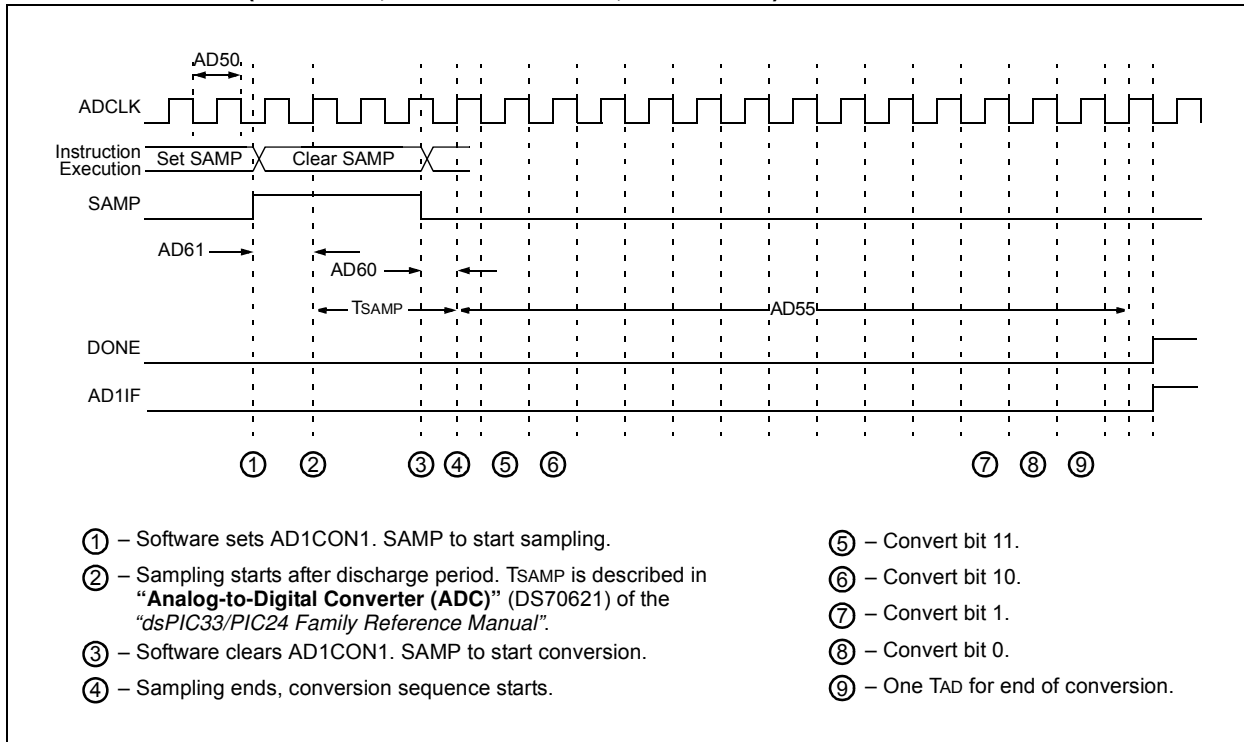 AD50
ADCLK
Instruction
Execution
Set SAMP
Clear SAMP
SAMP
AD61
AD60
TSAMP
AD55
DONE
AD1IF
1 2 3 4 5 6 7 8 9
1 – Software sets AD1CON1. SAMP to start sampling.
2 – Sampling starts after discharge period. TSAMP is described in
“Analog-to-Digital Converter (ADC)” (DS70621) of the
“dsPIC33/PIC24 Family Reference Manual”.
3 – Software clears AD1CON1. SAMP to start conversion.
4 – Sampling ends, conversion sequence starts.
5 – Convert bit 11.
6 – Convert bit 10.
7 – Convert bit 1.
8 – Convert bit 0.
9 – One TAD for end of conversion.